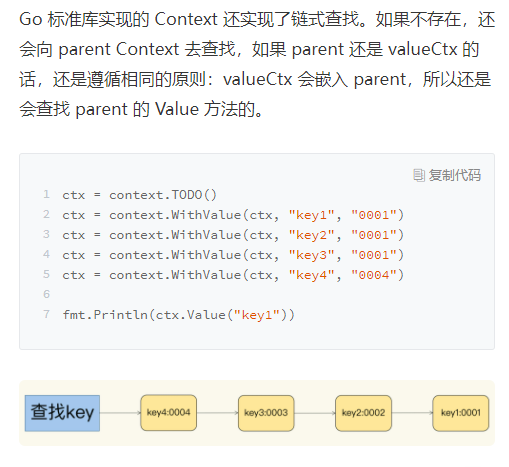 Go 标准库实现的 Context 还实现了链式查找。如果不存在，还
会向 parent Context 去查找，如果 parent 还是 valueCtx 的
话，还是遵循相同的原则：valueCtx 会嵌入 parent，所以还是
会查找 parent 的 Value 方法的。
复制代码
1 ctx = context.TODO()
2 ctx = context.WithValue(ctx, "key1", "0001")
3 ctx = context.WithValue(ctx, "key2", "0001")
4 ctx = context.WithValue(ctx, "key3", "0001")
5 ctx = context.WithValue(ctx, "key4", "0004")
6
7 fmt.Println(ctx.Value("key1"))
查找key key4:0004 key3:0003 key2:0002 key1:0001